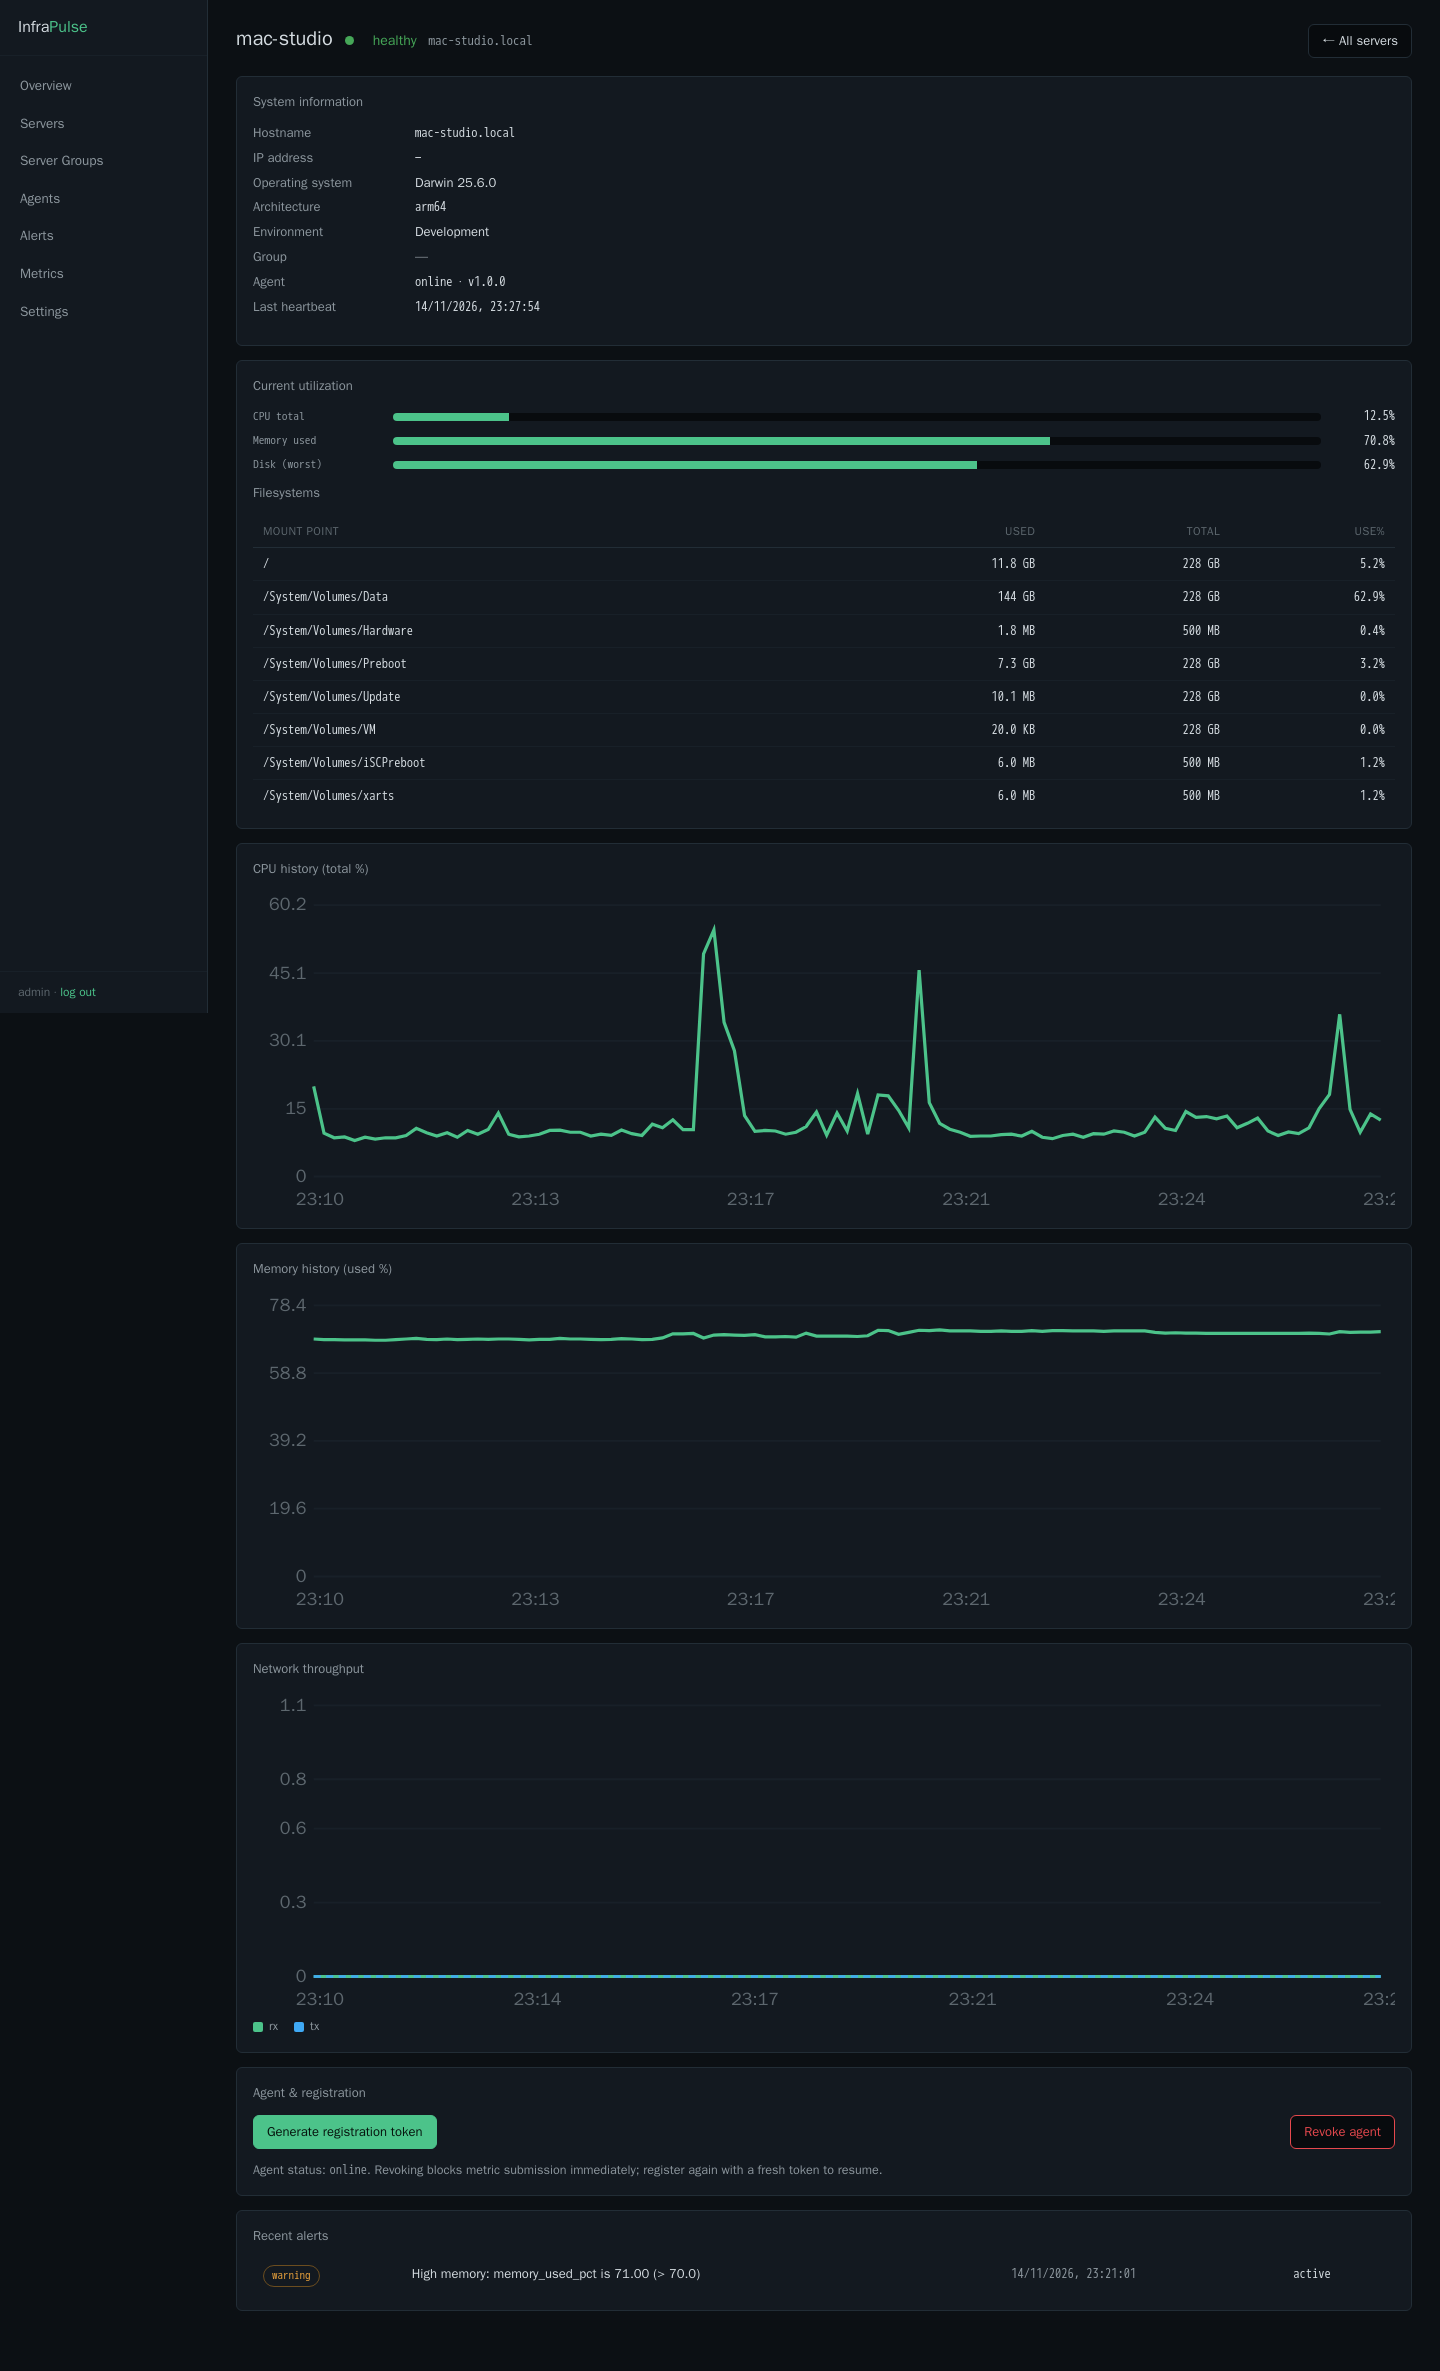 InfraPulse
Overview
Servers
Server Groups
Agents
Alerts
Metrics
Settings
admin · log out
mac-studio healthy mac-studio.local
← All servers
System information
Hostname mac-studio.local
IP address –
Operating system Darwin 25.6.0
Architecture arm64
Environment Development
Group —
Agent online · v1.0.0
Last heartbeat 14/11/2026, 23:27:54
Current utilization
CPU total 12.5%
Memory used 70.8%
Disk (worst) 62.9%
Filesystems
MOUNT POINT USED TOTAL USE%
/ 11.8 GB 228 GB 5.2%
/System/Volumes/Data 144 GB 228 GB 62.9%
/System/Volumes/Hardware 1.8 MB 500 MB 0.4%
/System/Volumes/Preboot 7.3 GB 228 GB 3.2%
/System/Volumes/Update 10.1 MB 228 GB 0.0%
/System/Volumes/VM 20.0 KB 228 GB 0.0%
/System/Volumes/iSCPreboot 6.0 MB 500 MB 1.2%
/System/Volumes/xarts 6.0 MB 500 MB 1.2%
CPU history (total %)
60.2
45.1
30.1
15
0
23:10 23:13 23:17 23:21 23:24
Memory history (used %)
78.4
58.8
39.2
19.6
0
23:10 23:13 23:17 23:21 23:24
Network throughput
1.1
0.8
0.6
0.3
0
23:10 23:14 23:17 23:21 23:24
rx tx
Agent & registration
Generate registration token
Revoke agent
Agent status: online. Revoking blocks metric submission immediately; register again with a fresh token to resume.
Recent alerts
warning High memory: memory_used_pct is 71.00 (> 70.0) 14/11/2026, 23:21:01 active